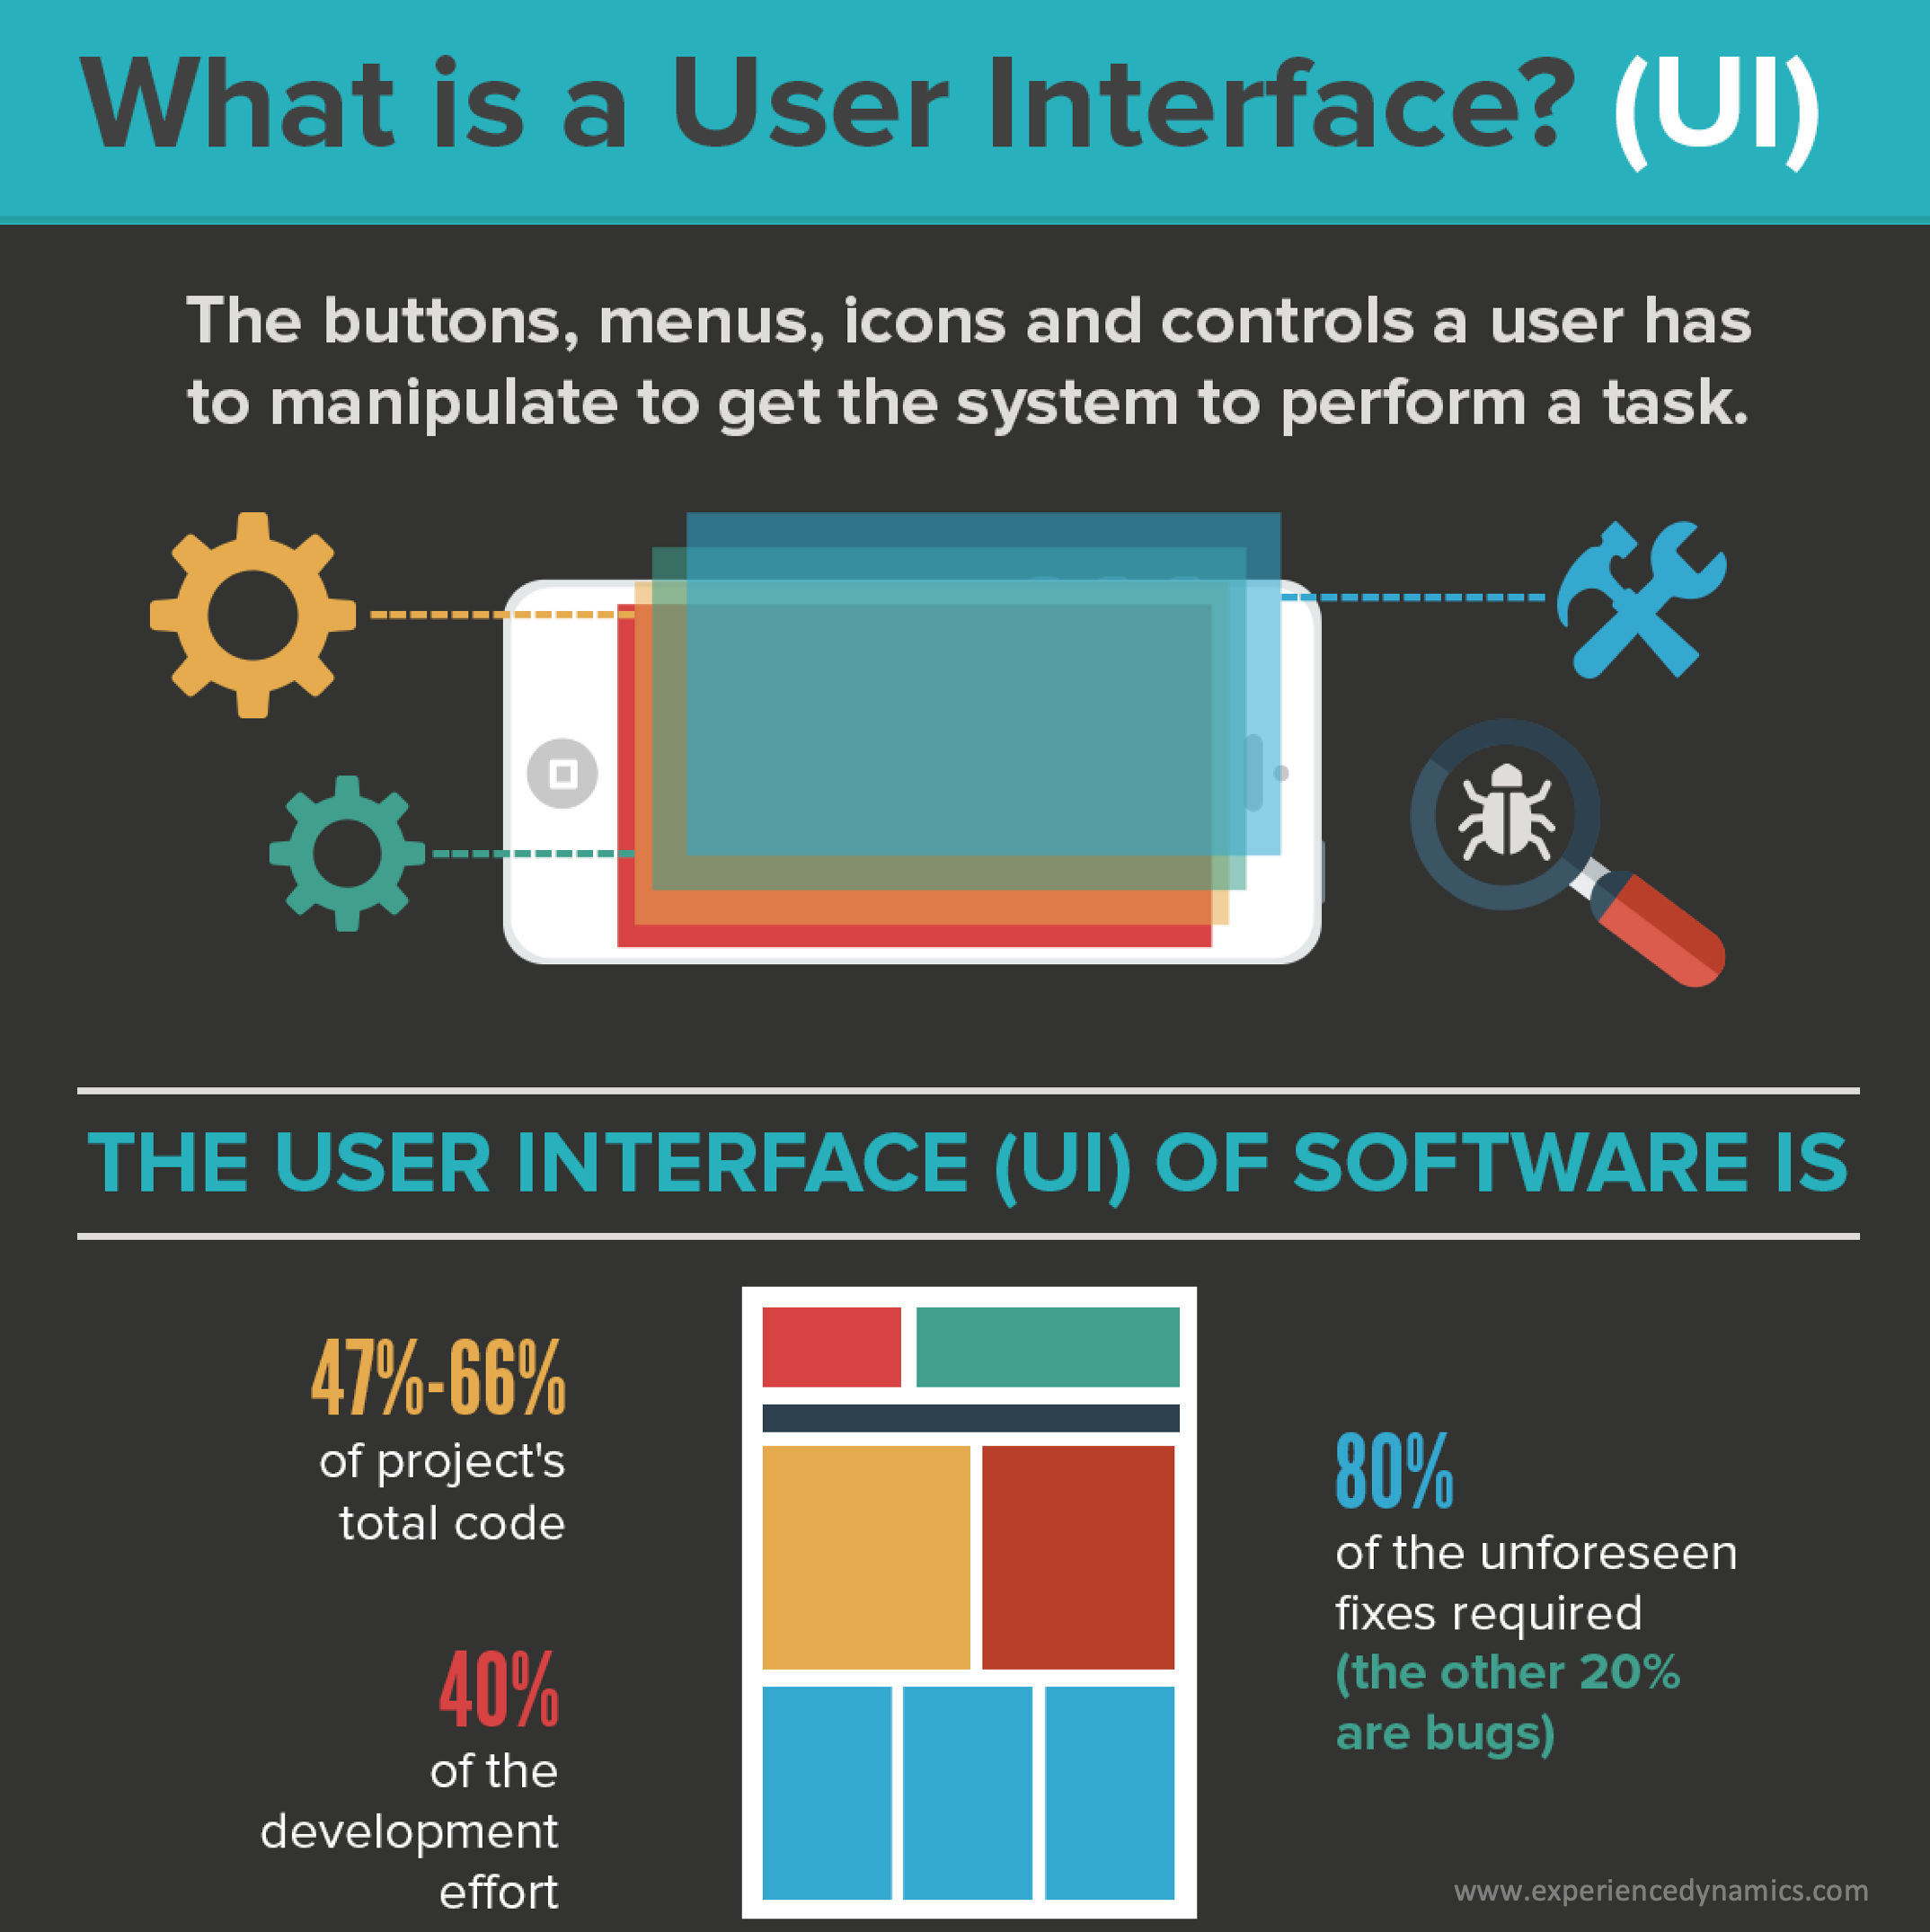 What is a User Interface? (UI)
The buttons, menus, icons and controls a user has
to manipulate to get the system to perform a task.
THE USER INTERFACE (UI) OF SOFTWARE IS
47%-66%
of project's
total code
40%
of the
development
effort
80%
of the unforeseen
fixes required
(the other 20%
are bugs)
www.experiencedynamics.com